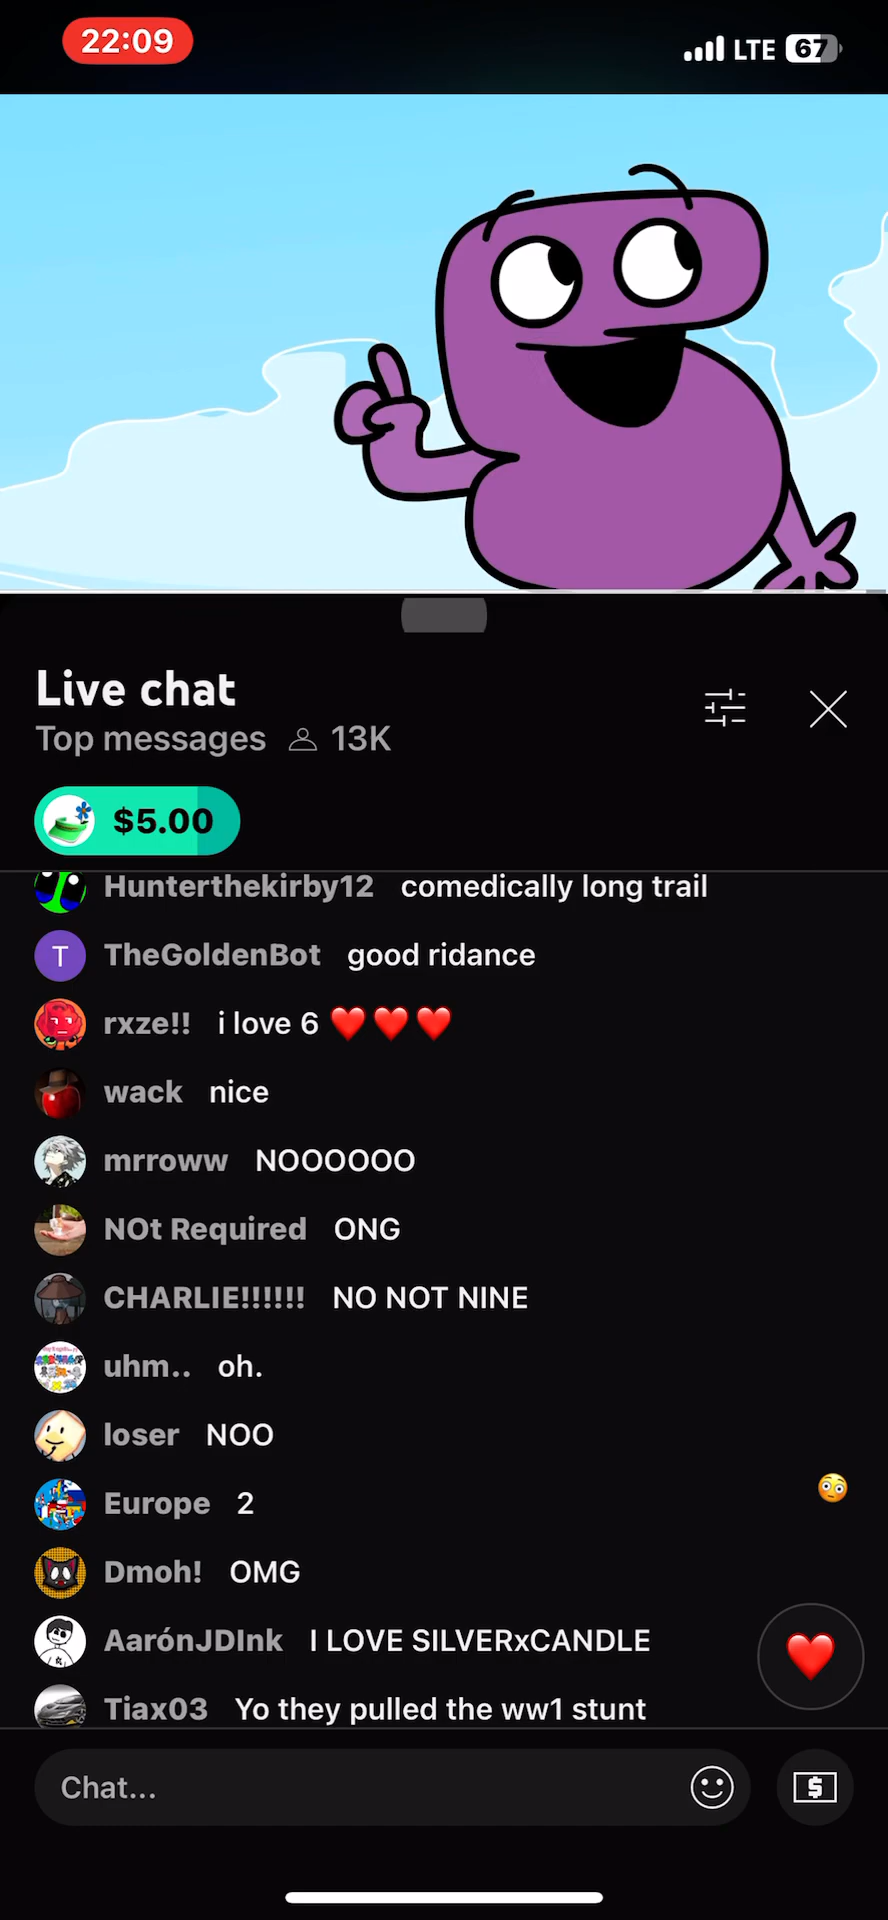 22:09 LTE 67
Live chat
Top messages 13K
$5.00
Hunterthekirby12 comedically long trail
T TheGoldenBot good ridance
rxze!! i love 6 ❤️❤️❤️
wack nice
mrroww NOOOOOO
NOt Required ONG
CHARLIE!!!!!! NO NOT NINE
uhm.. oh.
loser NOO
Europe 2
Dmoh! OMG
AarónJDInk I LOVE SILVERxCANDLE
Tiax03 Yo they pulled the ww1 stunt
Chat...